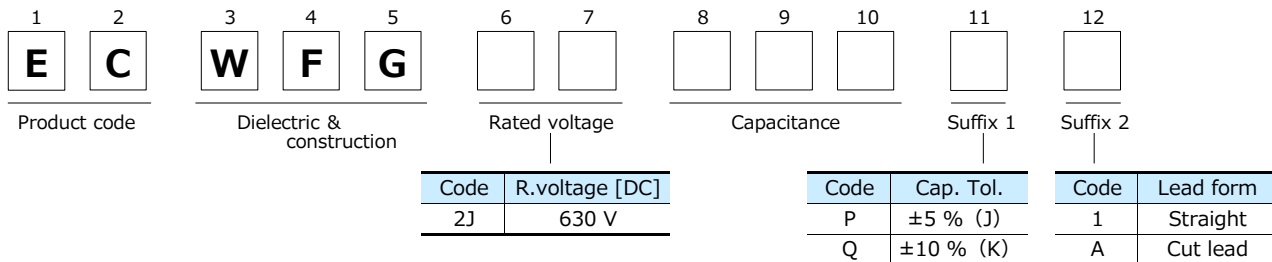 1 2 3 4 5 6 7 8 9 10 11 12
E C W F G
Product code Dielectric & construction Rated voltage Capacitance Suffix 1 Suffix 2
Code R.voltage [DC] Code Cap. Tol. Code Lead form
2J 630 V P ±5 % (J) 1 Straight
Q ±10 % (K) A Cut lead